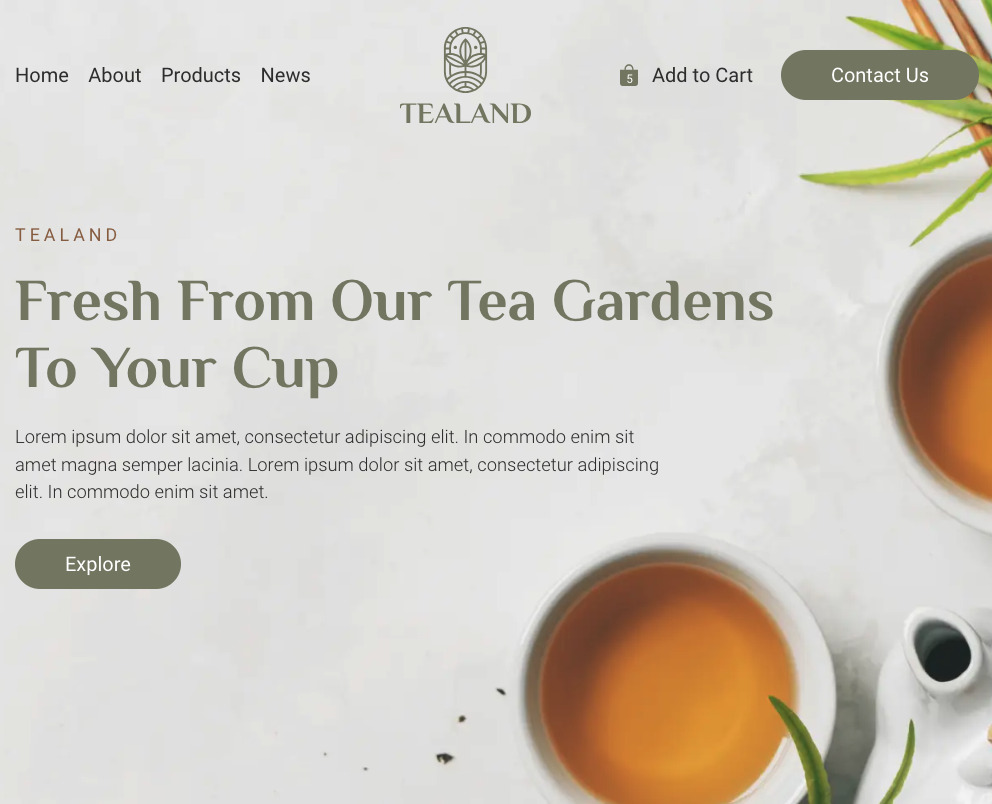 Home About Products News
TEALAND
5 Add to Cart
Contact Us
TEALAND
Fresh From Our Tea Gardens
To Your Cup
Lorem ipsum dolor sit amet, consectetur adipiscing elit. In commodo enim sit
amet magna semper lacinia. Lorem ipsum dolor sit amet, consectetur adipiscing
elit. In commodo enim sit amet.
Explore